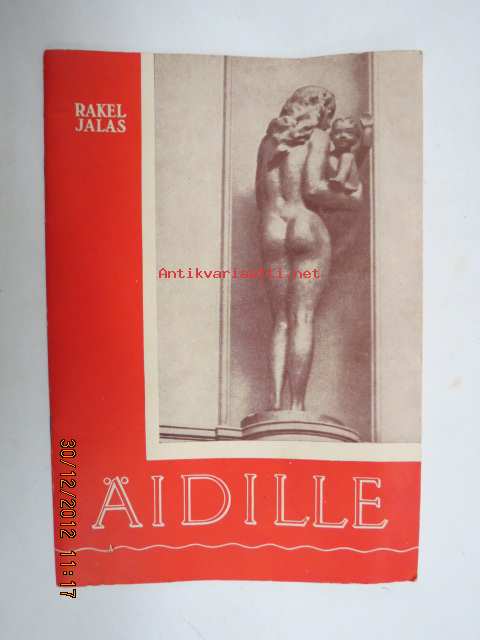 RAKEL
JALAS
Antikvariaatti.net
ÄIDILLE
30/12/2012 11:17